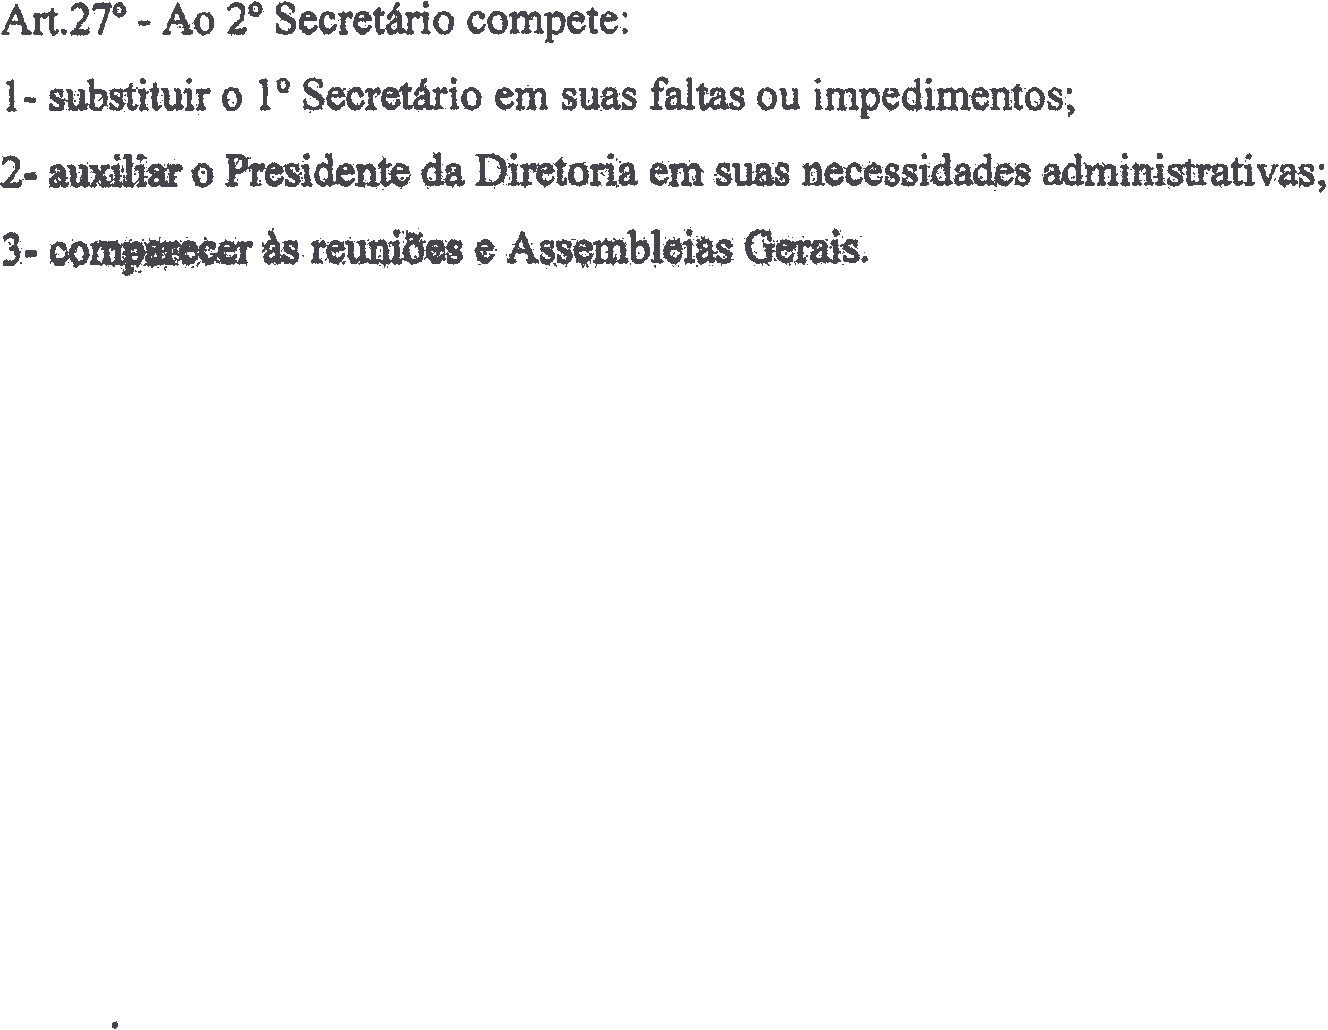 Art.27º - Ao 2º Secretário compete:
1- substituir o 1º Secretário em suas faltas ou impedimentos;
2- auxiliar o Presidente da Diretoria em suas necessidades administrativas;
3- comparecer às reuniões e Assembleias Gerais.